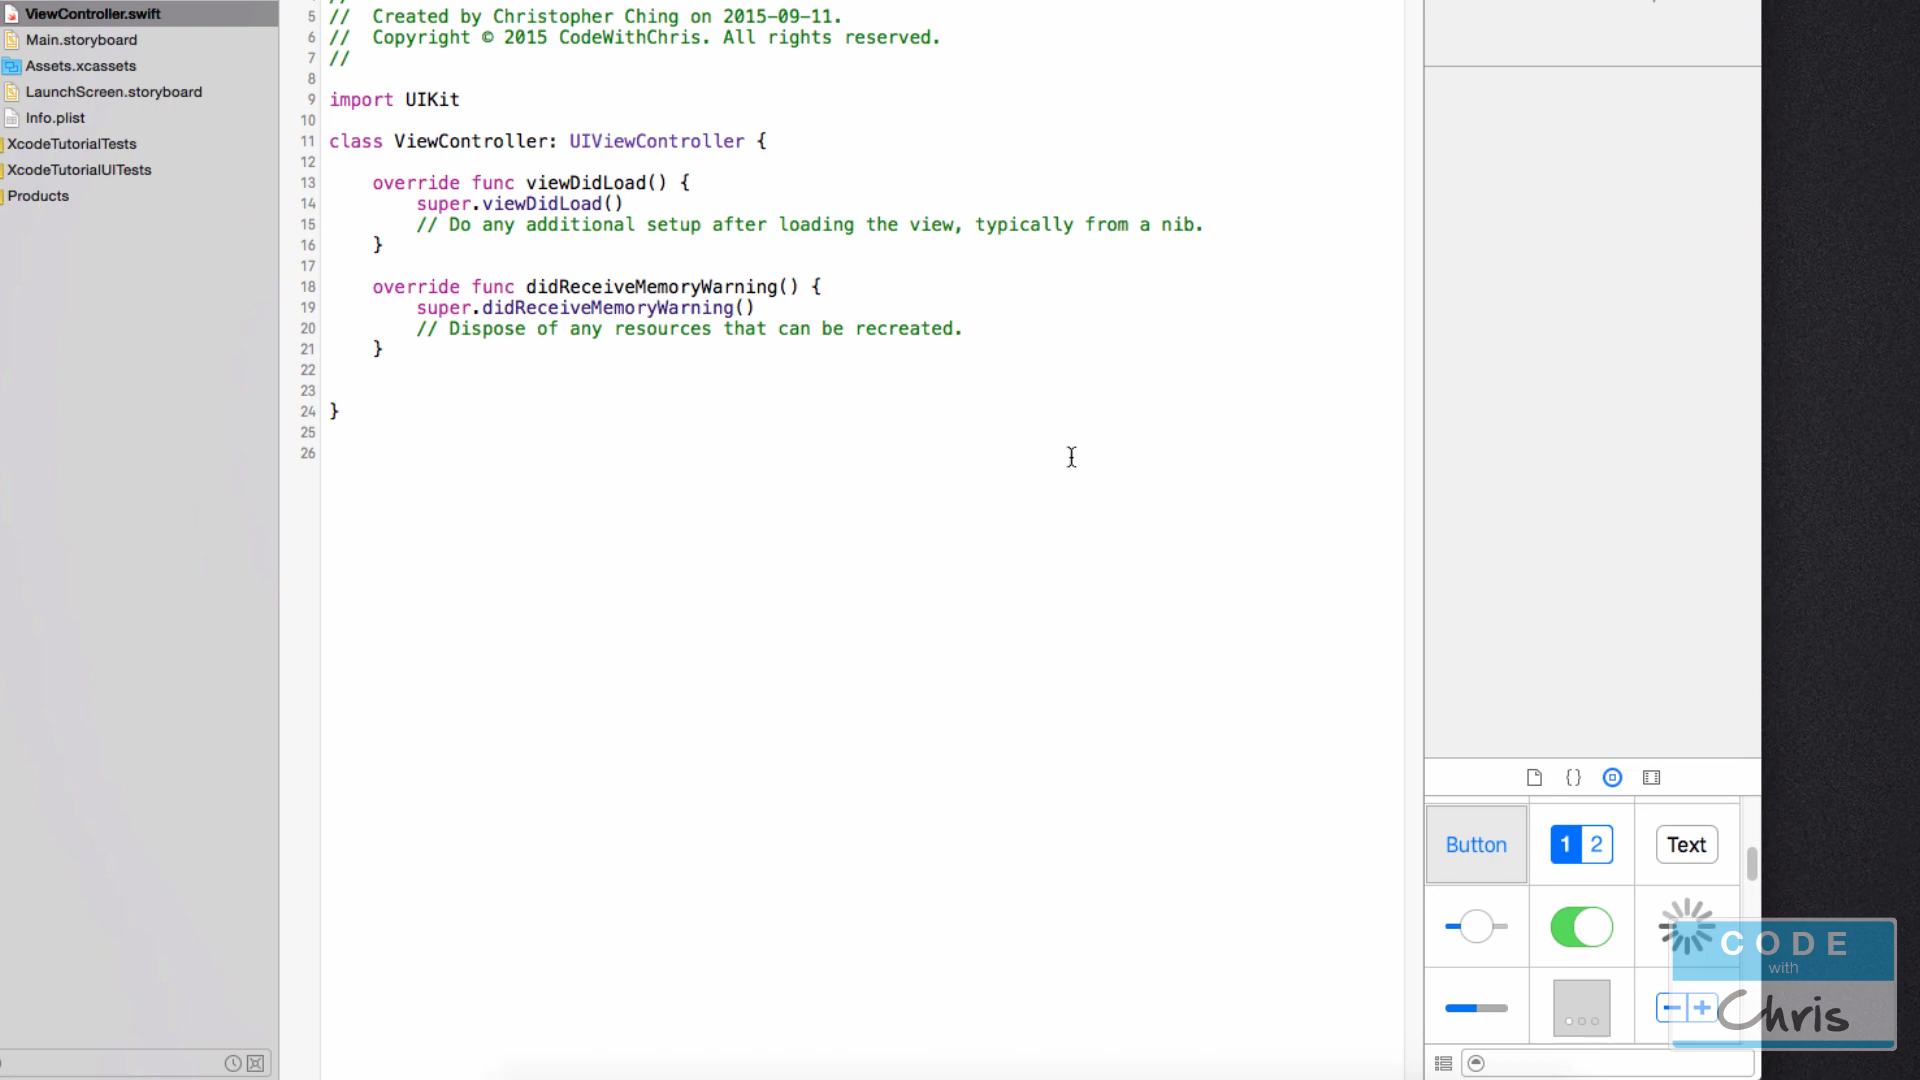 ViewController.swift
Main.storyboard
Assets.xcassets
LaunchScreen.storyboard
Info.plist
XcodeTutorialTests
XcodeTutorialUITests
Products
5 // Created by Christopher Ching on 2015-09-11.
6 // Copyright © 2015 CodeWithChris. All rights reserved.
7 //
8
9 import UIKit
10
11 class ViewController: UIViewController {
12
13 override func viewDidLoad() {
14 super.viewDidLoad()
15 // Do any additional setup after loading the view, typically from a nib.
16 }
17
18 override func didReceiveMemoryWarning() {
19 super.didReceiveMemoryWarning()
20 // Dispose of any resources that can be recreated.
21 }
22
23
24 }
25
26
{}
Button
1 2
Text
CODE
with
Chris